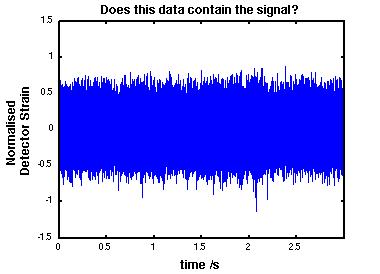 Does this data contain the signal?
1.5
1
0.5
0
-0.5
-1
-1.5
Normalised
Detector Strain
0 0.5 1 1.5 2 2.5
time /s